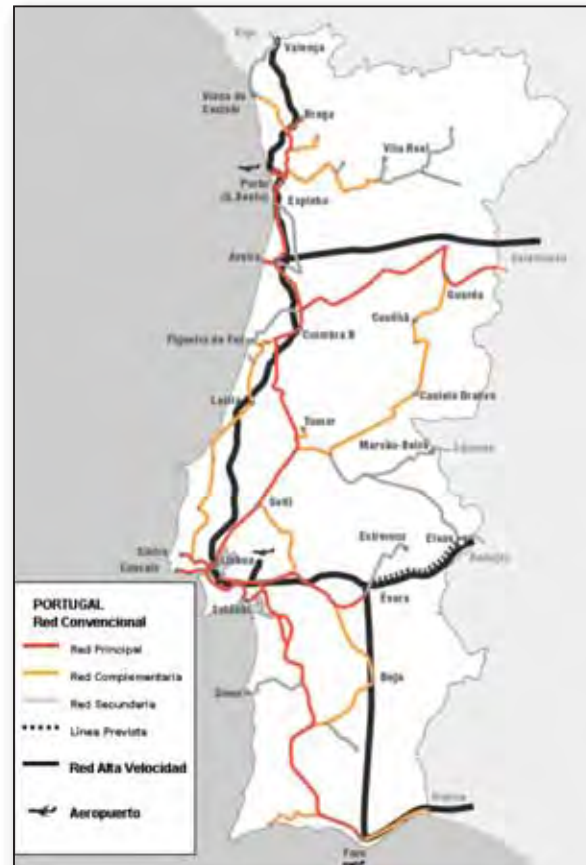 Vigo
Valença
Viana do
Castelo
Braga
Vila Real
Porto
(S. Bento)
Espinho
Aveiro
Salamanca
Guarda
Covilhã
Figueira da Foz
Coimbra B
Leiria
Castelo Branco
Tomar
Marvão-Beirã
Cáceres
Setil
Estremoz
Elvas
Badajoz
Sintra
Cascais
Lisboa
Évora
Setúbal
PORTUGAL
Red Convencional
Red Principal
Red Complementaria
Red Secundaria
Línea Prevista
Red Alta Velocidad
Aeropuerto
Sines
Beja
Huelva
Faro